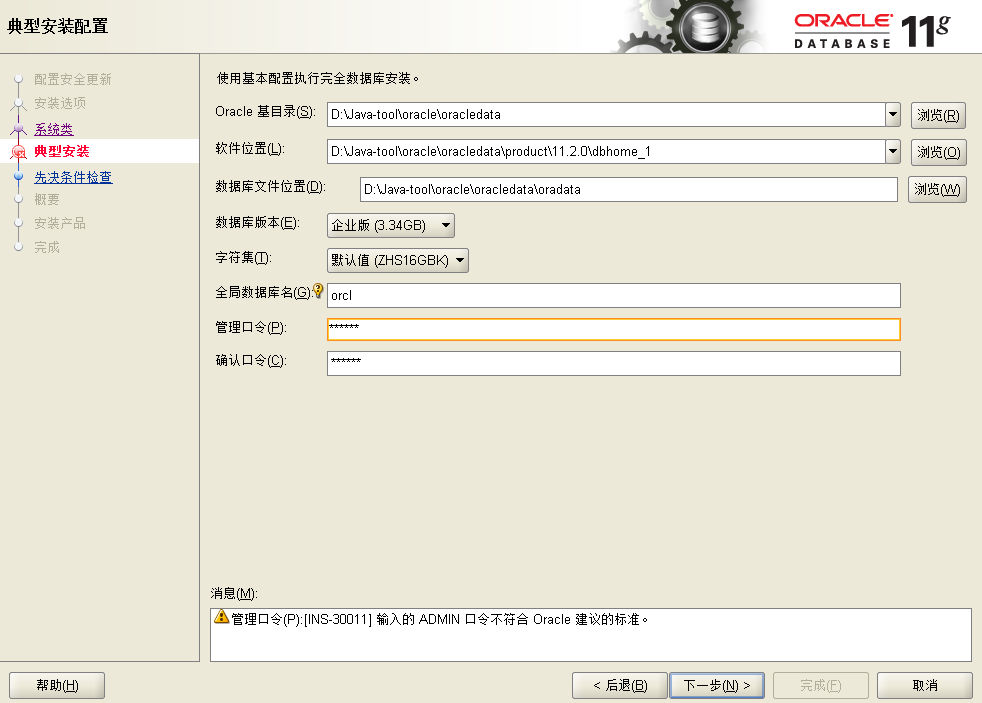 典型安装配置
ORACLE 11g
DATABASE
配置安全更新
安装选项
系统类
典型安装
先决条件检查
概要
安装产品
完成
使用基本配置执行完全数据库安装。
Oracle 基目录(S): D:\Java-tool\oracle\oracledata 浏览(R)
软件位置(L): D:\Java-tool\oracle\oracledata\product\11.2.0\dbhome_1 浏览(O)
数据库文件位置(D): D:\Java-tool\oracle\oracledata\oradata 浏览(W)
数据库版本(E): 企业版 (3.34GB)
字符集(T): 默认值 (ZHS16GBK)
全局数据库名(G): orcl
管理口令(P): ******
确认口令(C): ******
消息(M):
管理口令(P):[INS-30011] 输入的 ADMIN 口令不符合 Oracle 建议的标准。
帮助(H) < 后退(B) 下一步(N) > 完成(F) 取消